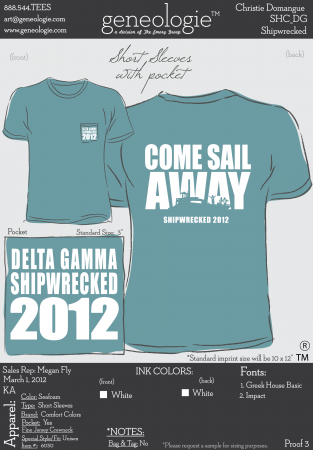 888.544.TEES
art@geneologie.com
www.geneologie.com
geneologie™
a division of The Emery Group
Christie Domangue
SHC_DG
Shipwrecked
(front)
Short Sleeves
with pocket
(back)
DELTA GAMMA
SHIPWRECKED
2012
COME SAIL
AWAY
SHIPWRECKED 2012
Pocket
Standard Size: 3"
DELTA GAMMA
SHIPWRECKED
2012
®
*Standard imprint size will be 10 x 12" TM
Sales Rep: Megan Fly
March 1, 2012
KA
Apparel:
Color: Seafoam
Type: Short Sleeves
Brand: Comfort Colors
Pocket: Yes
Fine Jersey Crewneck
Special Style/Fit: Unisex
Item #: 6030
INK COLORS:
(front)
White
(back)
White
*NOTES:
Bag & Tag: No
Fonts:
1. Greek House Basic
2. Impact
*Please request a sample for sizing purposes.
Proof 3